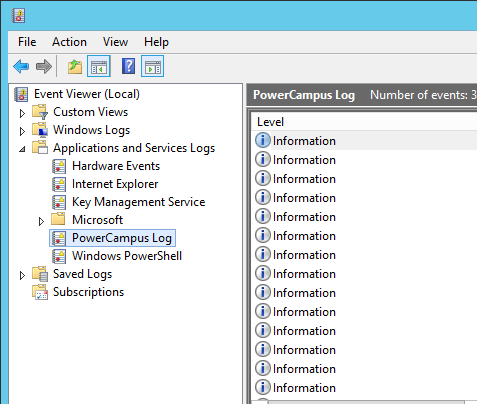 File Action View Help
Event Viewer (Local)
Custom Views
Windows Logs
Applications and Services Logs
Hardware Events
Internet Explorer
Key Management Service
Microsoft
PowerCampus Log
Windows PowerShell
Saved Logs
Subscriptions
PowerCampus Log Number of events: 3
Level
Information
Information
Information
Information
Information
Information
Information
Information
Information
Information
Information
Information
Information
Information